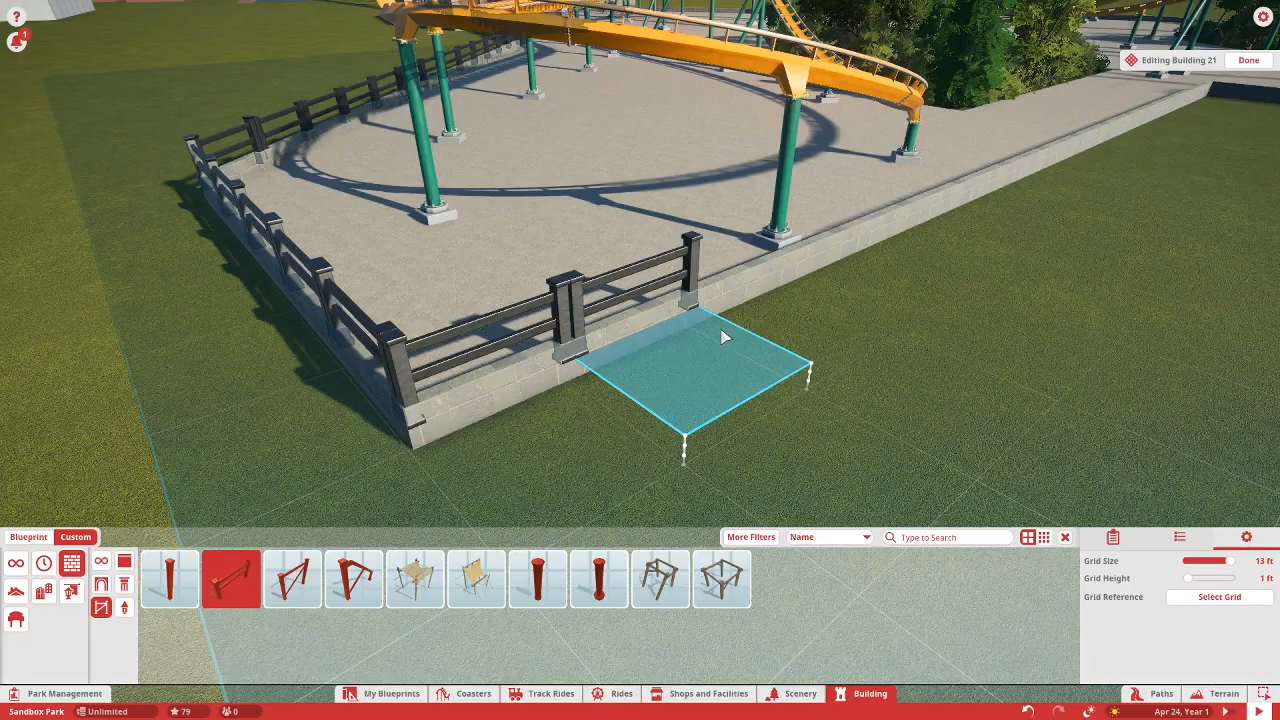 ?
1
Editing Building 21 Done
Blueprint Custom More Filters Name Type to Search
Grid Size 13 ft
Grid Height 1 ft
Grid Reference Select Grid
Park Management My Blueprints Coasters Track Rides Rides Shops and Facilities Scenery Building Paths Terrain
Sandbox Park Unlimited 79 0 Apr 24, Year 1